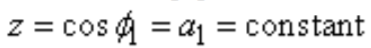 z = cos ϕ₁ = a₁ = constant